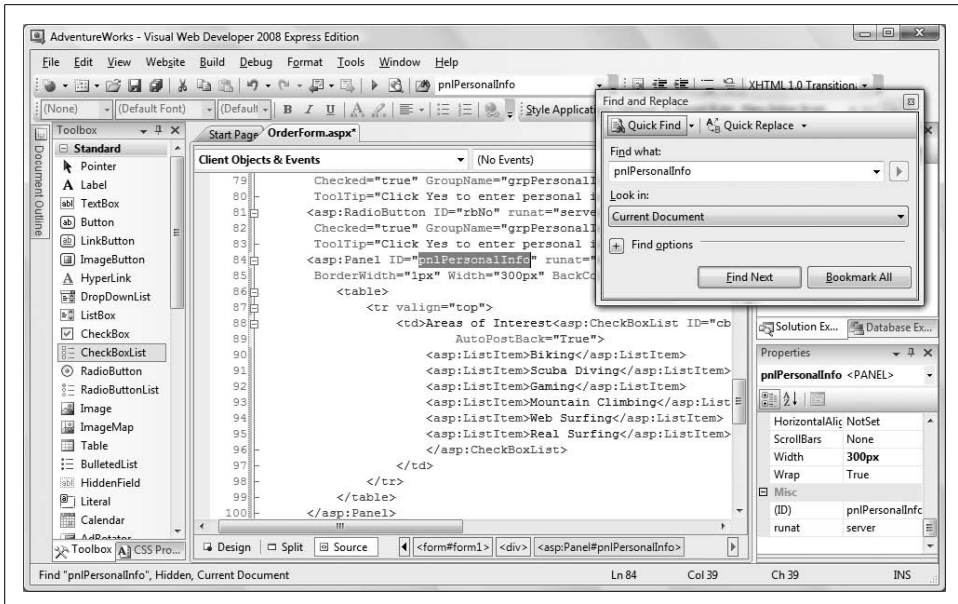 AdventureWorks - Visual Web Developer 2008 Express Edition
File Edit View Website Build Debug Format Tools Window Help
pnlPersonalInfo
XHTML 1.0 Transition
(None) (Default Font) (Default B I U A Style Applicati
Find and Replace
Quick Find Quick Replace
Find what:
pnlPersonalInfo
Look in:
Current Document
Find options
Find Next Bookmark All
Document Outline
Toolbox
Standard
Pointer
Label
TextBox
Button
LinkButton
ImageButton
HyperLink
DropDownList
ListBox
CheckBox
CheckBoxList
RadioButton
RadioButtonList
Image
ImageMap
Table
BulletedList
HiddenField
Literal
Calendar
AdRotator
Toolbox CSS Pro...
Start Page OrderForm.aspx*
Client Objects & Events (No Events)
79 Checked="true" GroupName="grpPersonalI
80 ToolTip="Click Yes to enter personal i
81 <asp:RadioButton ID="rbNo" runat="serve
82 Checked="true" GroupName="grpPersonalI
83 ToolTip="Click Yes to enter personal i
84 <asp:Panel ID="pnlPersonalInfo" runat="
85 BorderWidth="1px" Width="300px" BackCo
86 <table>
87 <tr valign="top">
88 <td>Areas of Interest<asp:CheckBoxList ID="cb
89 AutoPostBack="True">
90 <asp:ListItem>Biking</asp:ListItem>
91 <asp:ListItem>Scuba Diving</asp:ListItem>
92 <asp:ListItem>Gaming</asp:ListItem>
93 <asp:ListItem>Mountain Climbing</asp:List
94 <asp:ListItem>Web Surfing</asp:ListItem>
95 <asp:ListItem>Real Surfing</asp:ListItem>
96 </asp:CheckBoxList>
97 </td>
98 </tr>
99 </table>
100 </asp:Panel>
Design Split Source <form#form1> <div> <asp:Panel#pnlPersonalInfo>
Solution Ex... Database Ex...
Properties
pnlPersonalInfo <PANEL>
HorizontalAlig NotSet
ScrollBars None
Width 300px
Wrap True
Misc
(ID) pnlPersonalInfc
runat server
Find "pnlPersonalInfo", Hidden, Current Document Ln 84 Col 39 Ch 39 INS